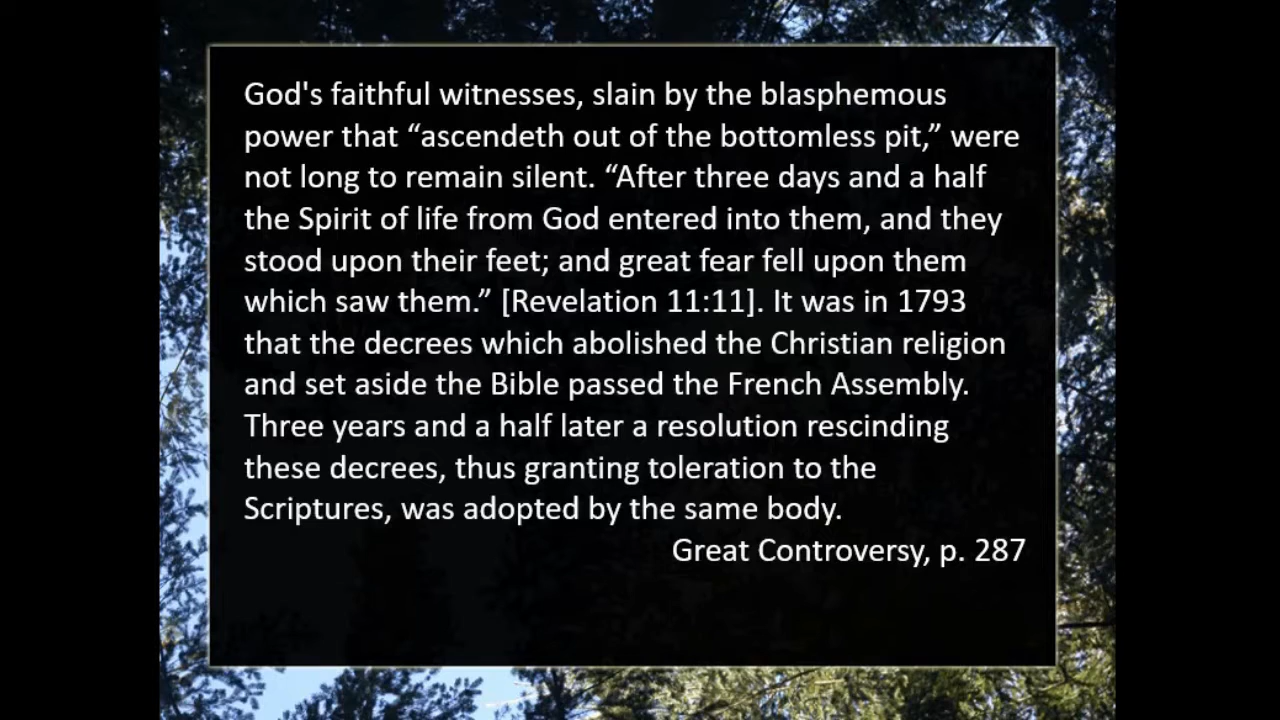 God's faithful witnesses, slain by the blasphemous
power that “ascendeth out of the bottomless pit,” were
not long to remain silent. “After three days and a half
the Spirit of life from God entered into them, and they
stood upon their feet; and great fear fell upon them
which saw them.” [Revelation 11:11]. It was in 1793
that the decrees which abolished the Christian religion
and set aside the Bible passed the French Assembly.
Three years and a half later a resolution rescinding
these decrees, thus granting toleration to the
Scriptures, was adopted by the same body.
Great Controversy, p. 287